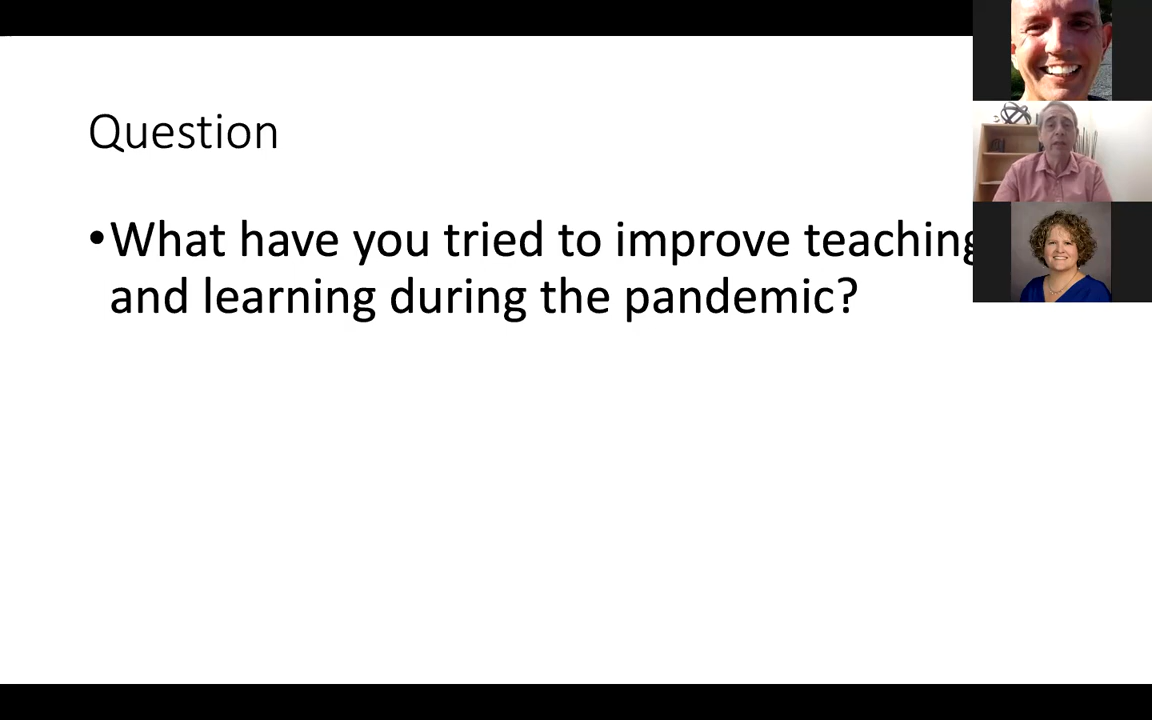 Question
•What have you tried to improve teaching
and learning during the pandemic?